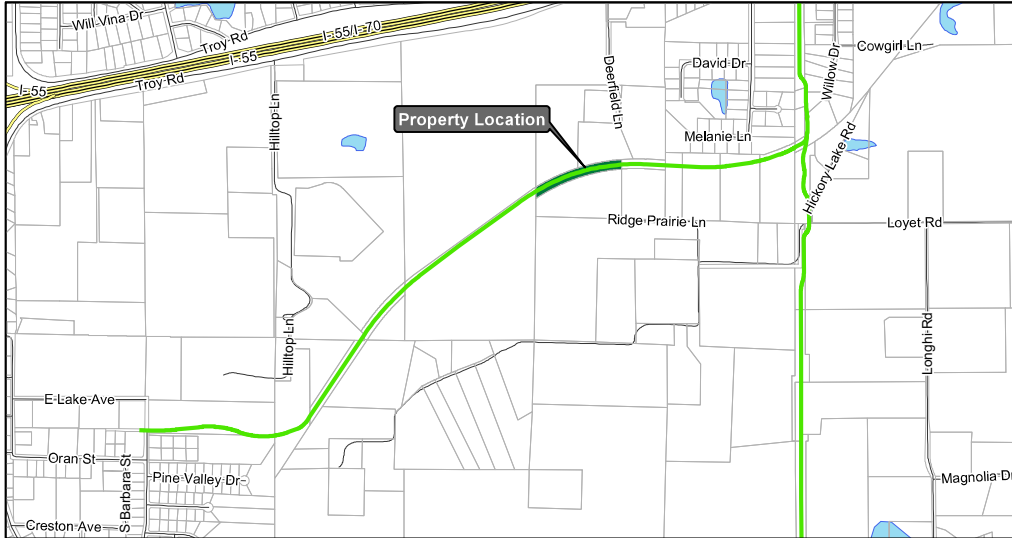 Will Vina Dr
Troy Rd
I-55/I-70
I-55
Troy Rd
I-55
Cowgirl Ln
Willow Dr
David Dr
Deerfield Ln
Hilltop Ln
Property Location
Melanie Ln
Hickory Lake Rd
Ridge Prairie Ln
Loyet Rd
Hilltop Ln
Longhi Rd
E Lake Ave
Oran St
S Barbara St
Pine Valley Dr
Magnolia Dr
Creston Ave